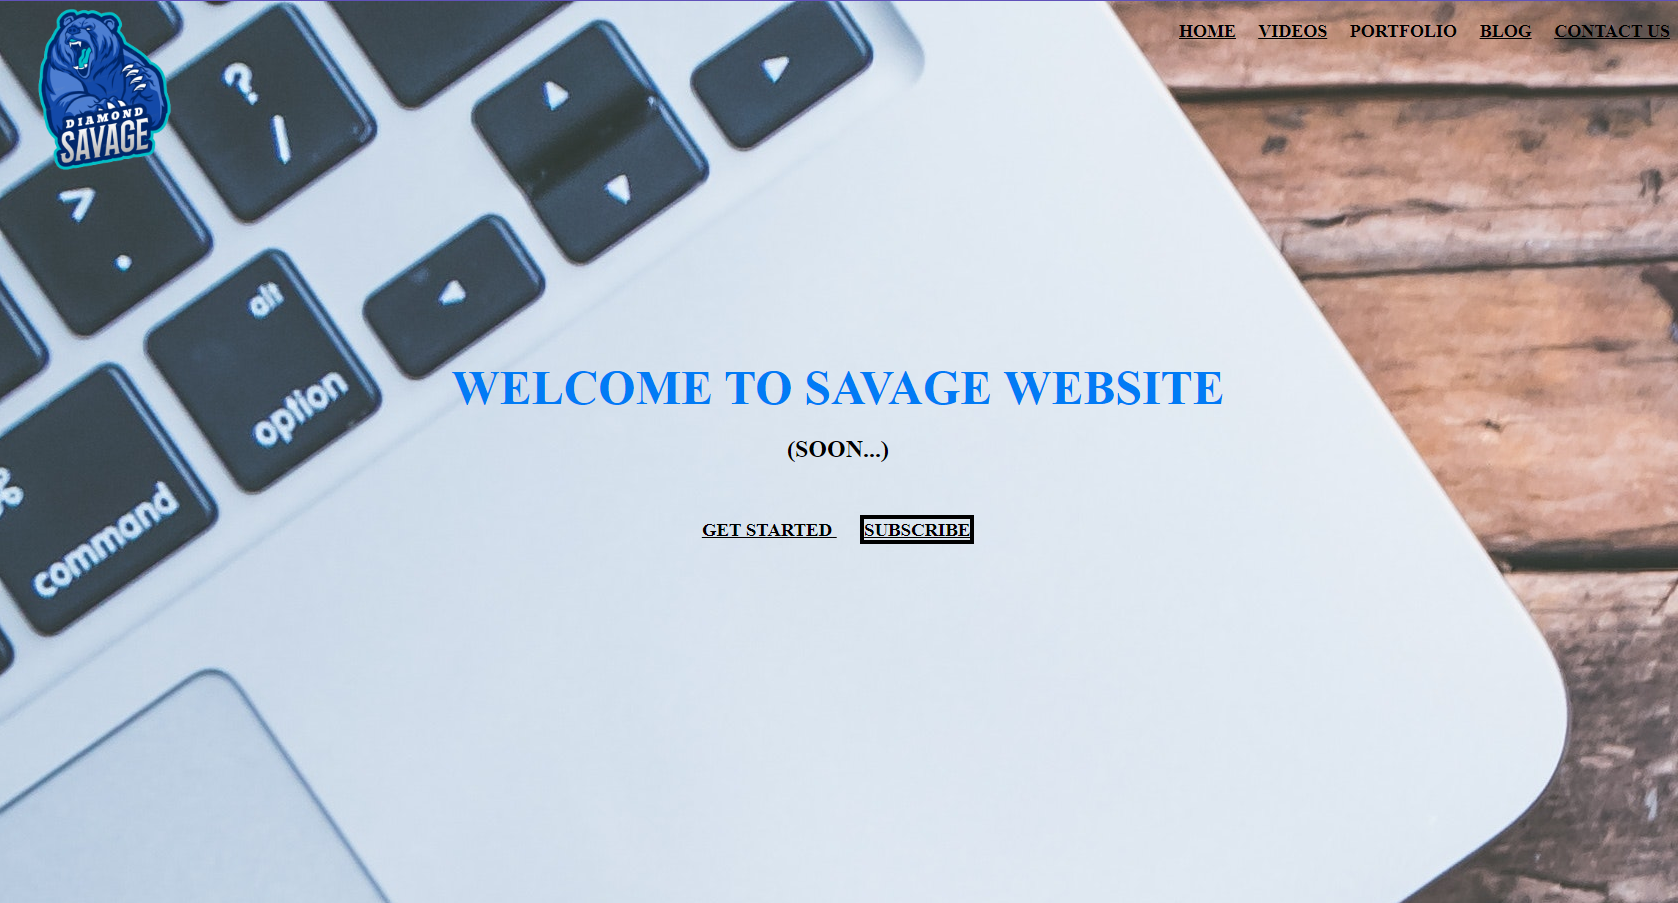 DIAMOND
SAVAGE
HOME VIDEOS PORTFOLIO BLOG CONTACT US
?
/
>
.
alt
option
command
WELCOME TO SAVAGE WEBSITE
(SOON...)
GET STARTED SUBSCRIBE